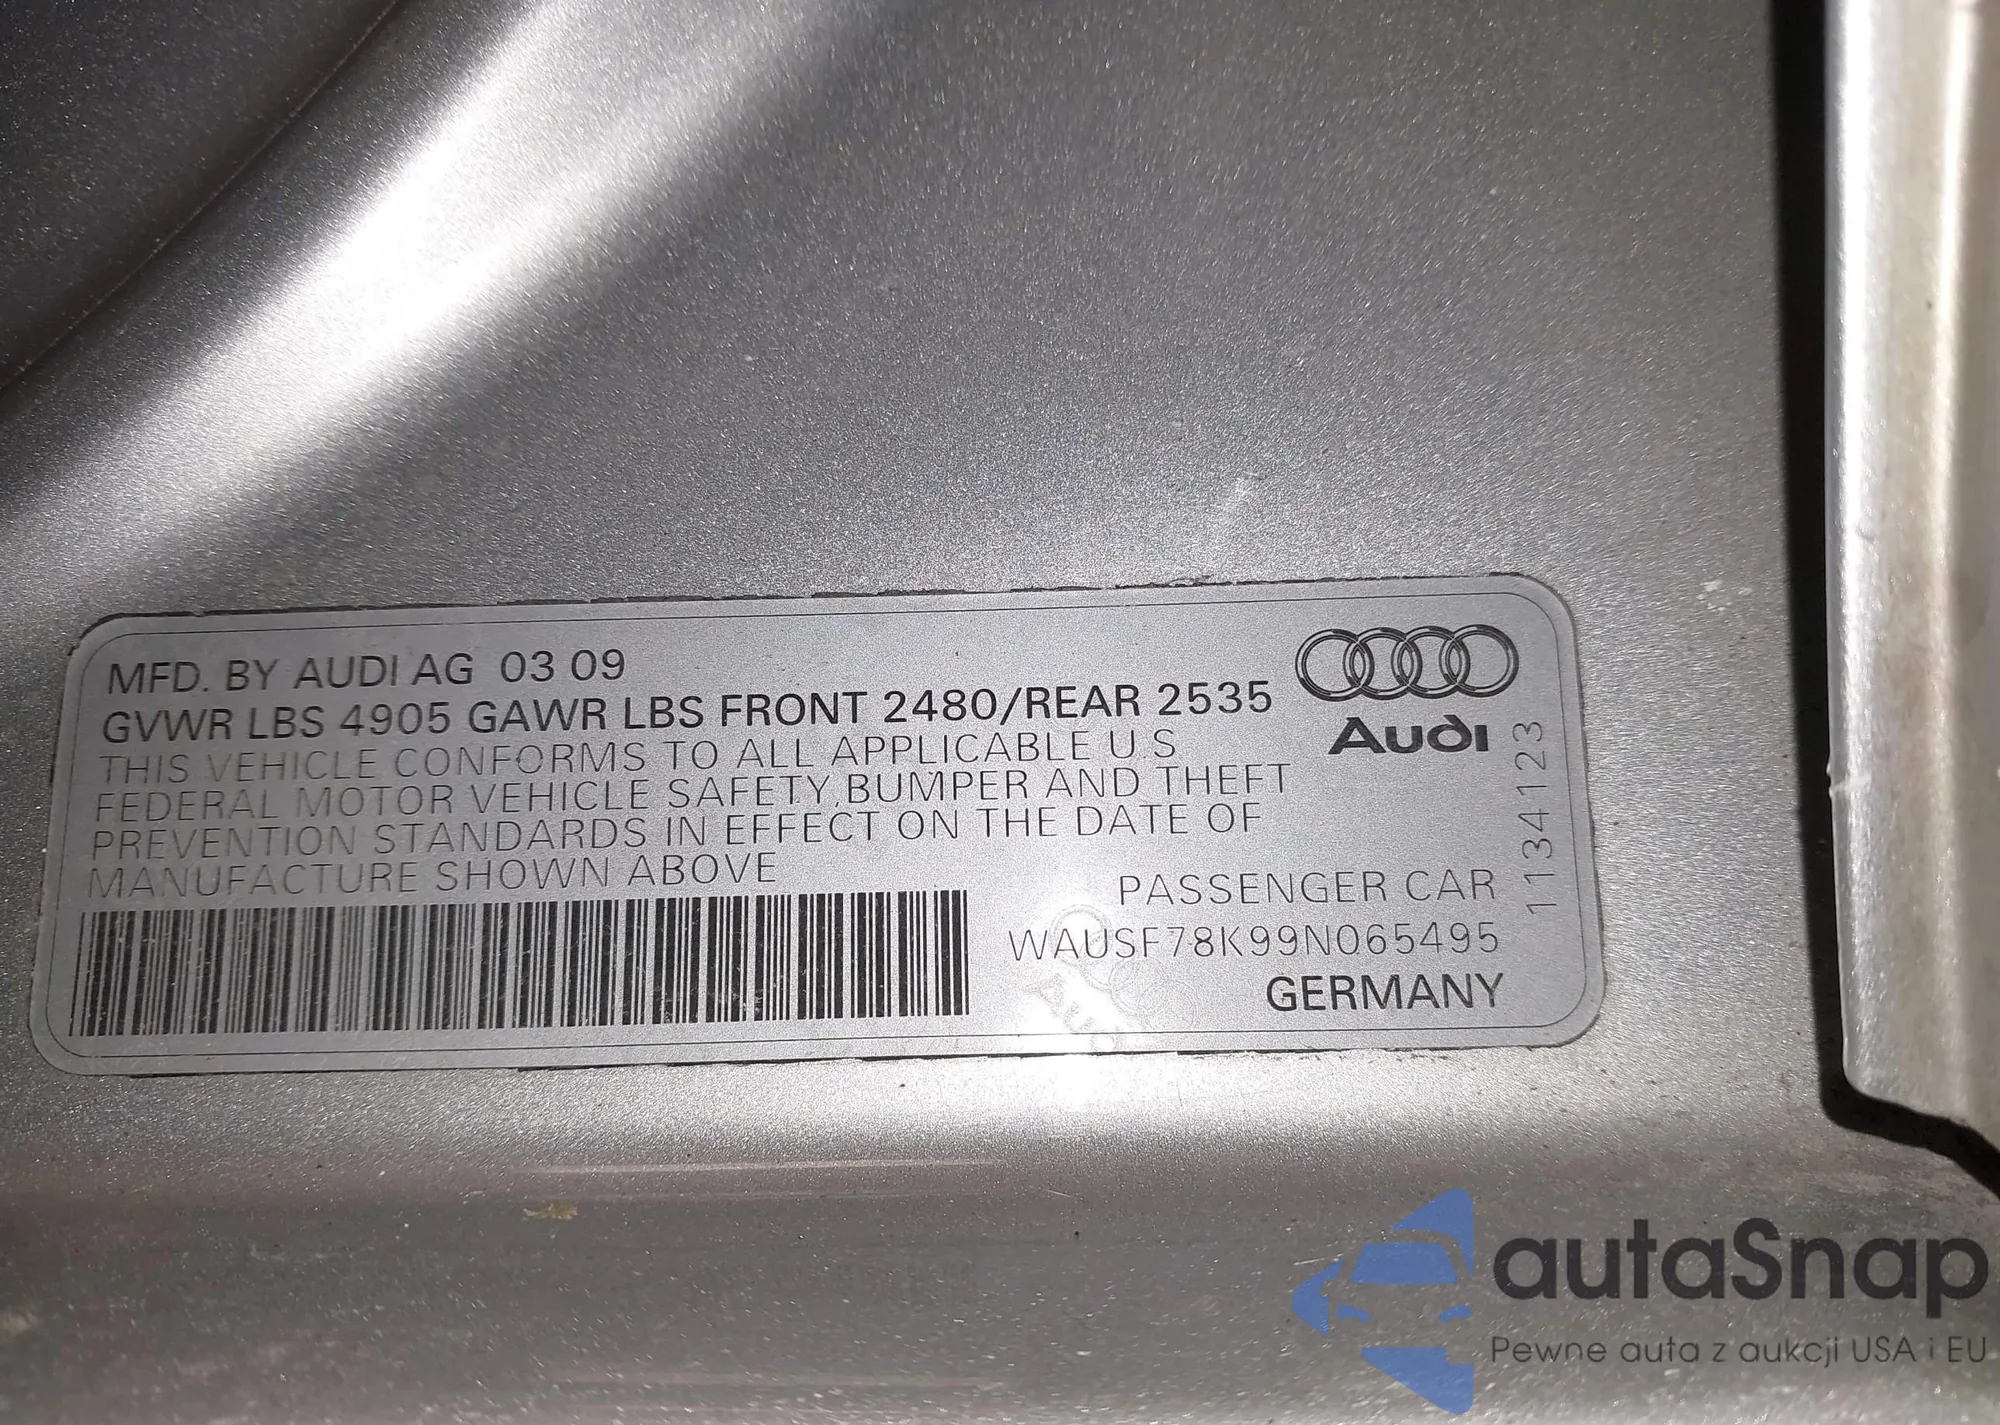 MFD. BY AUDI AG 03 09
GVWR LBS 4905 GAWR LBS FRONT 2480/REAR 2535
THIS VEHICLE CONFORMS TO ALL APPLICABLE U.S
FEDERAL MOTOR VEHICLE SAFETY, BUMPER AND THEFT
PREVENTION STANDARDS IN EFFECT ON THE DATE OF
MANUFACTURE SHOWN ABOVE
Audi
1134123
PASSENGER CAR
WAUSF78K99N065495
GERMANY
autaSnap
Pewne auta z aukcji USA i EU